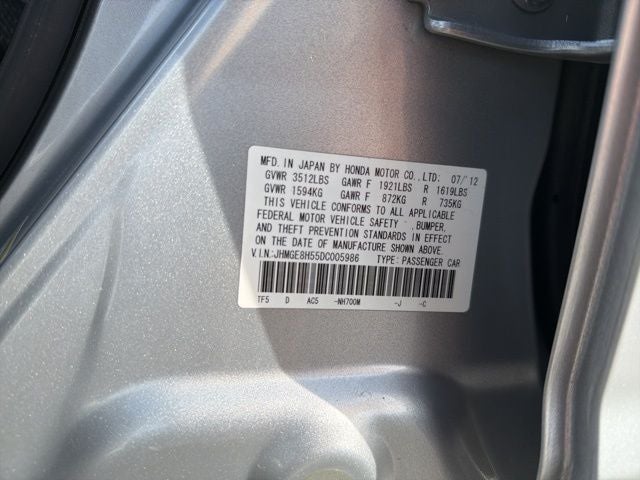 MFD. IN JAPAN BY HONDA MOTOR CO.,LTD: 07/'12
GVWR 3512LBS GAWR F 1921LBS R 1619LBS
GVWR 1594KG GAWR F 872KG R 735KG
THIS VEHICLE CONFORMS TO ALL APPLICABLE
FEDERAL MOTOR VEHICLE SAFETY , BUMPER,
AND THEFT PREVENTION STANDARDS IN EFFECT
ON THE DATE OF MANUFACTURE SHOWN ABOVE.
V.I.N:JHMGE8H55DC005986 TYPE: PASSENGER CAR
TF5 D AC5 -NH700M -J -C